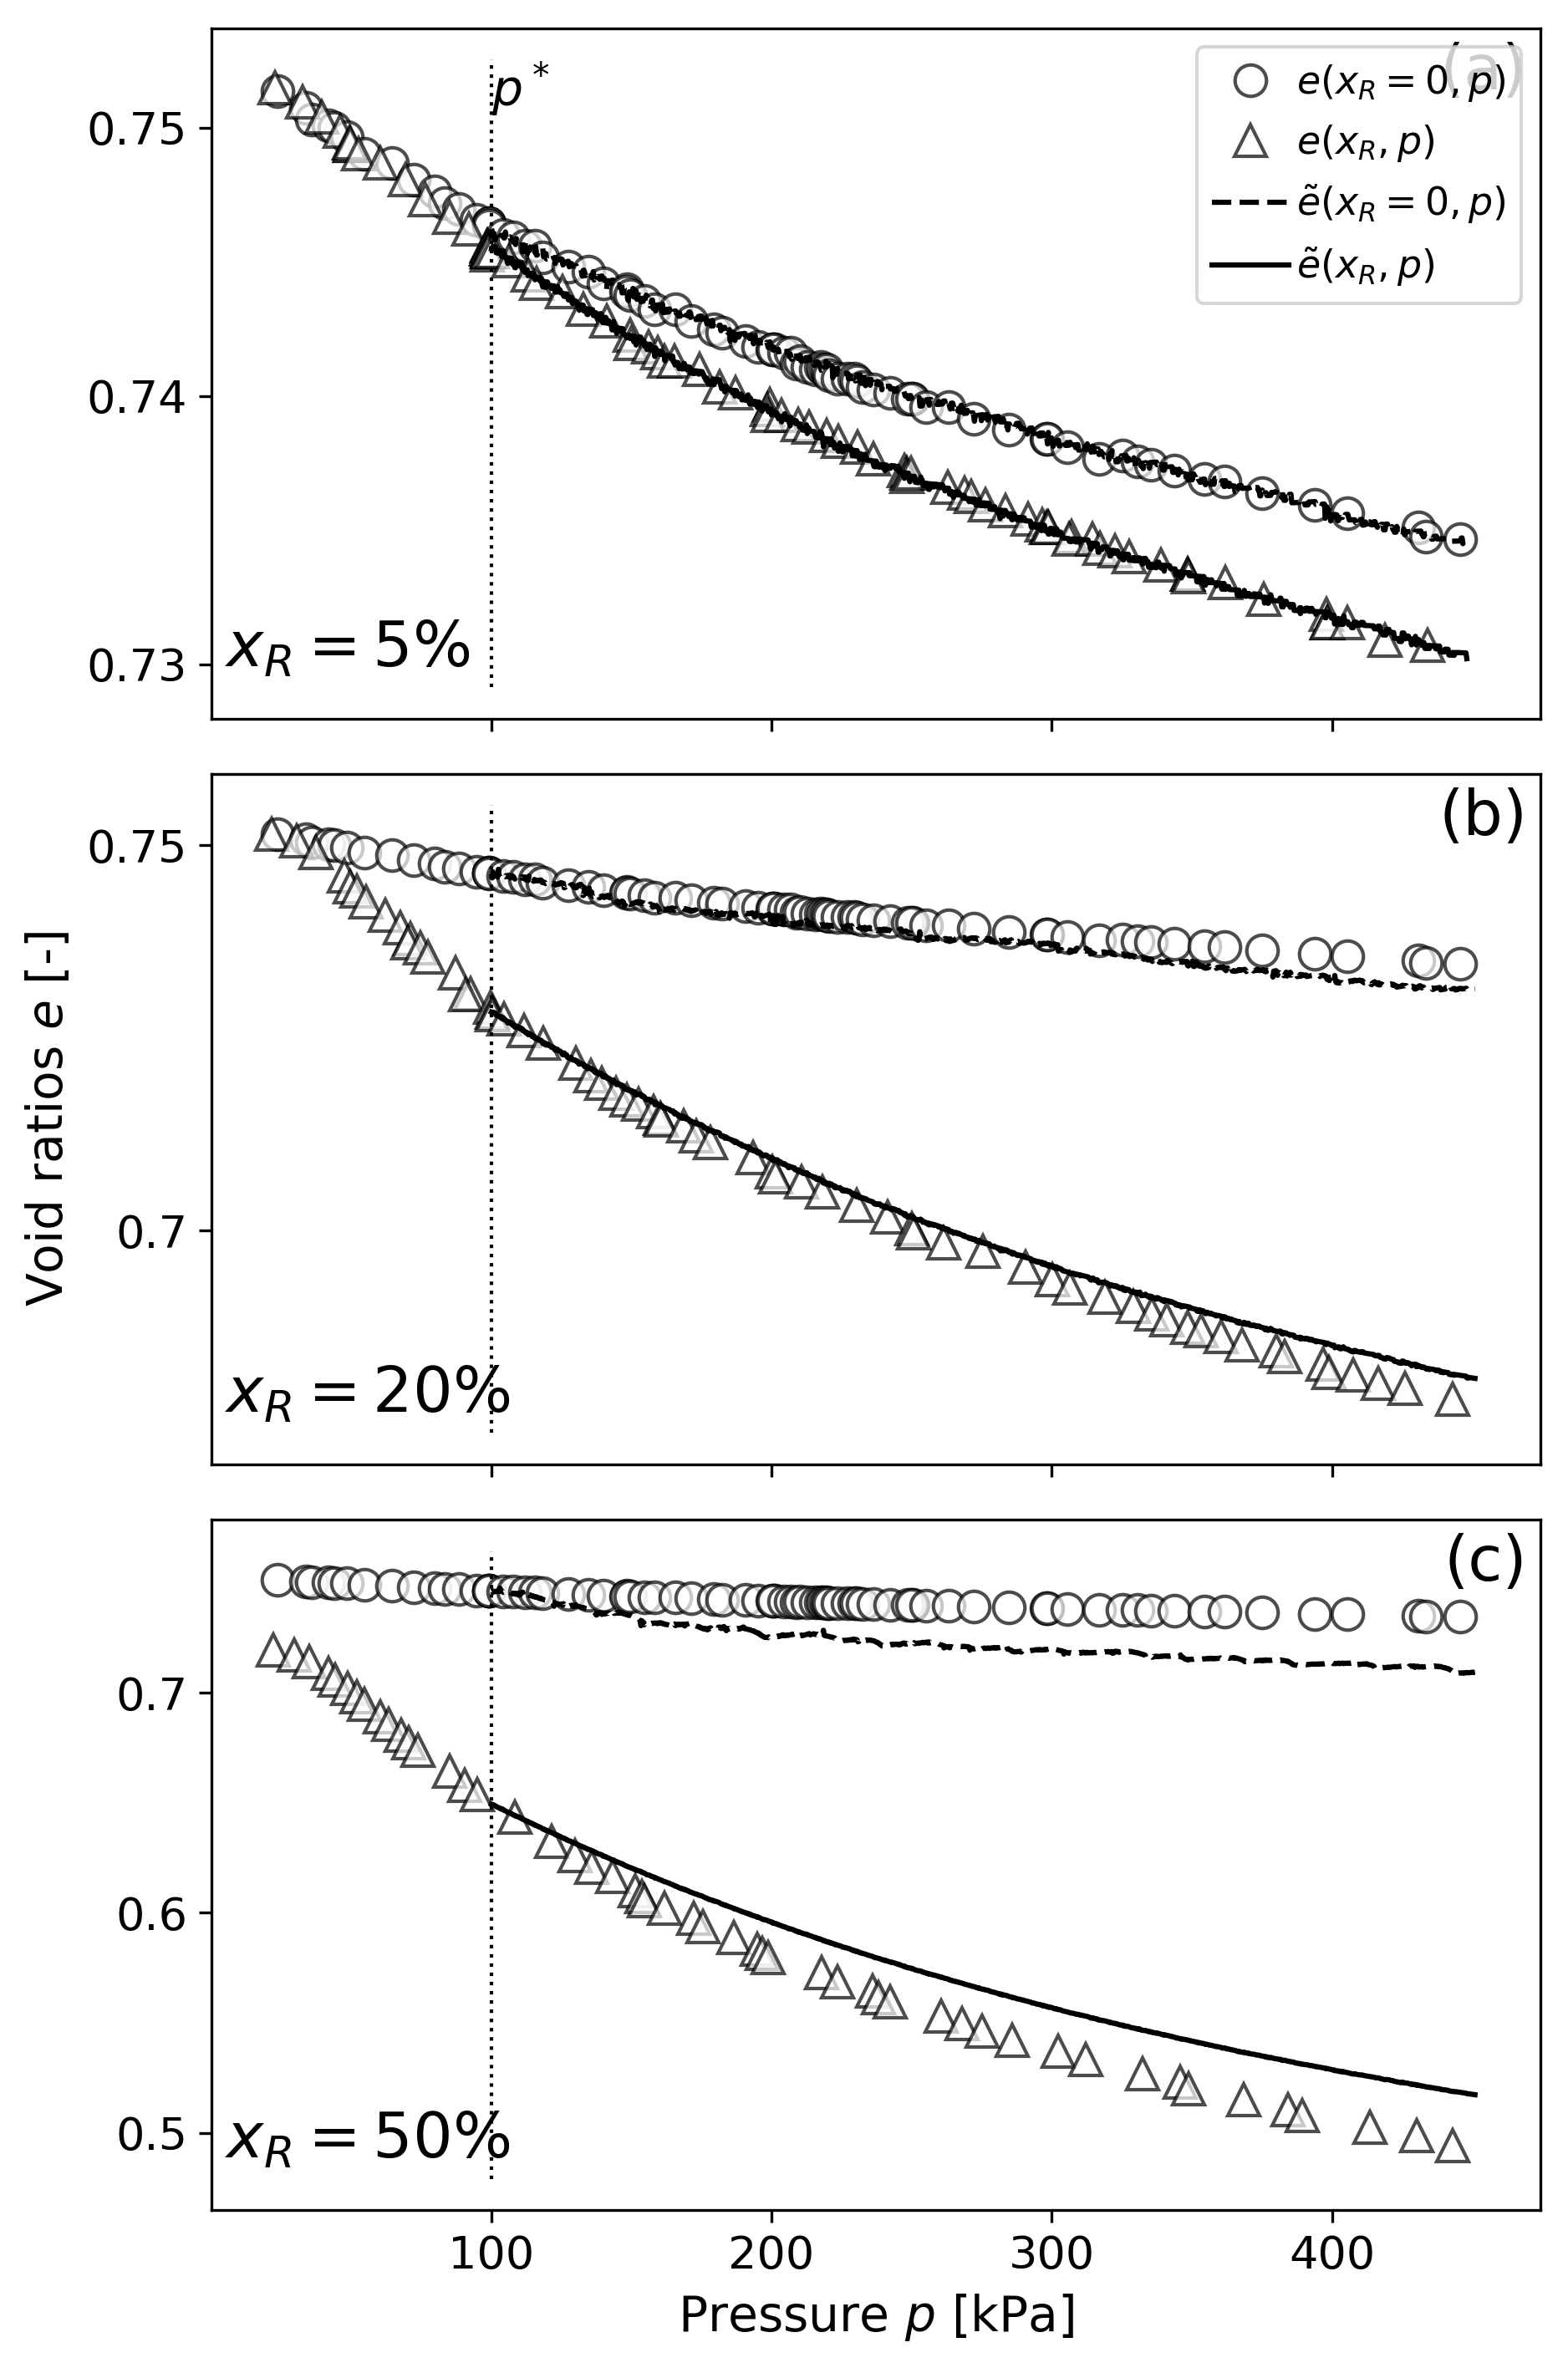 (a)
p*
e(x_R = 0, p)
e(x_R, p)
ẽ(x_R = 0, p)
ẽ(x_R, p)
0.75
0.74
0.73
x_R = 5%
(b)
0.75
0.7
x_R = 20%
Void ratios e [-]
(c)
0.7
0.6
0.5
x_R = 50%
100 200 300 400
Pressure p [kPa]